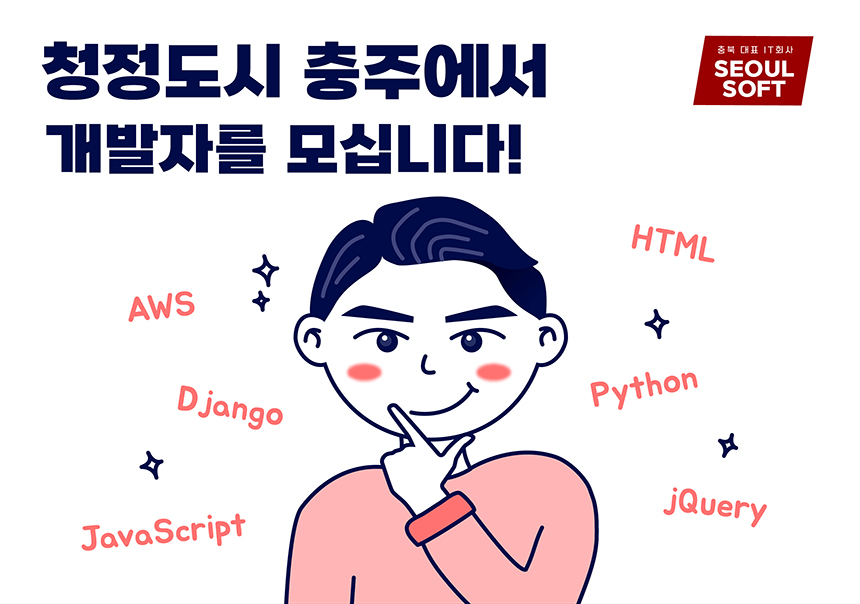 청정도시 충주에서
개발자를 모십니다!
충북 대표 IT회사
SEOUL
SOFT
HTML
AWS
Django
Python
JavaScript
jQuery